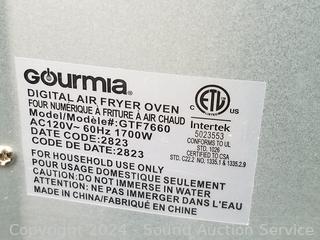 GOURMIA
DIGITAL AIR FRYER OVEN
FOUR NUMERIQUE À FRITURE À AIR CHAUD
Model/Modèle#:GTF7660
AC120V~ 60Hz 1700W
DATE CODE:2823
CODE DE DATE:2823
C ETL US
Intertek
5023553
CONFORMS TO UL
STD. 1026
CERTIFIED TO CSA
STD. C22.2 NO. 1335.1 & 1335.2.9
HOUSEHOLD USE ONLY
POUR USAGE DOMESTIQUE SEULEMENT
CAUTION:DO NOT IMMERSE IN WATER
ATTENTION:NE PAS IMMERGER DANS L'EAU
MADE IN CHINA/
FABRIQUÉ EN CHINE
Copyright 2024 - Sound Auction Service